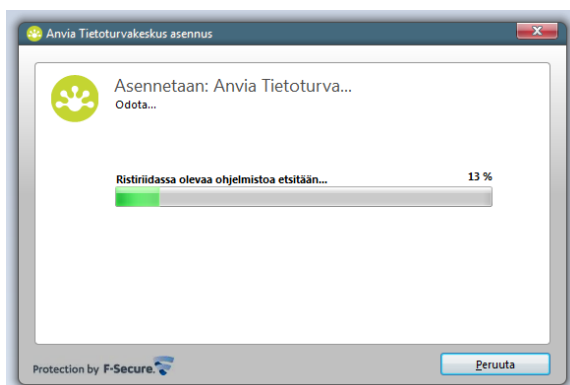 Anvia Tietoturvakeskus asennus
Asennetaan: Anvia Tietoturva...
Odota...
Ristiriidassa olevaa ohjelmistoa etsitään... 13 %
Protection by F-Secure. Peruuta